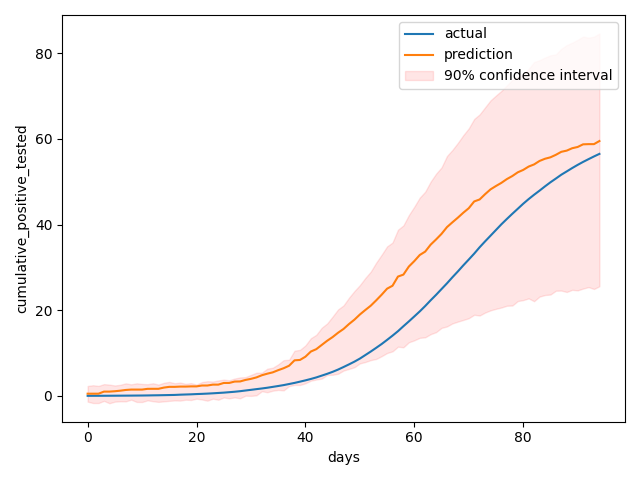 actual
prediction
90% confidence interval
80
60
40
20
0
cumulative_positive_tested
0 20 40 60 80
days